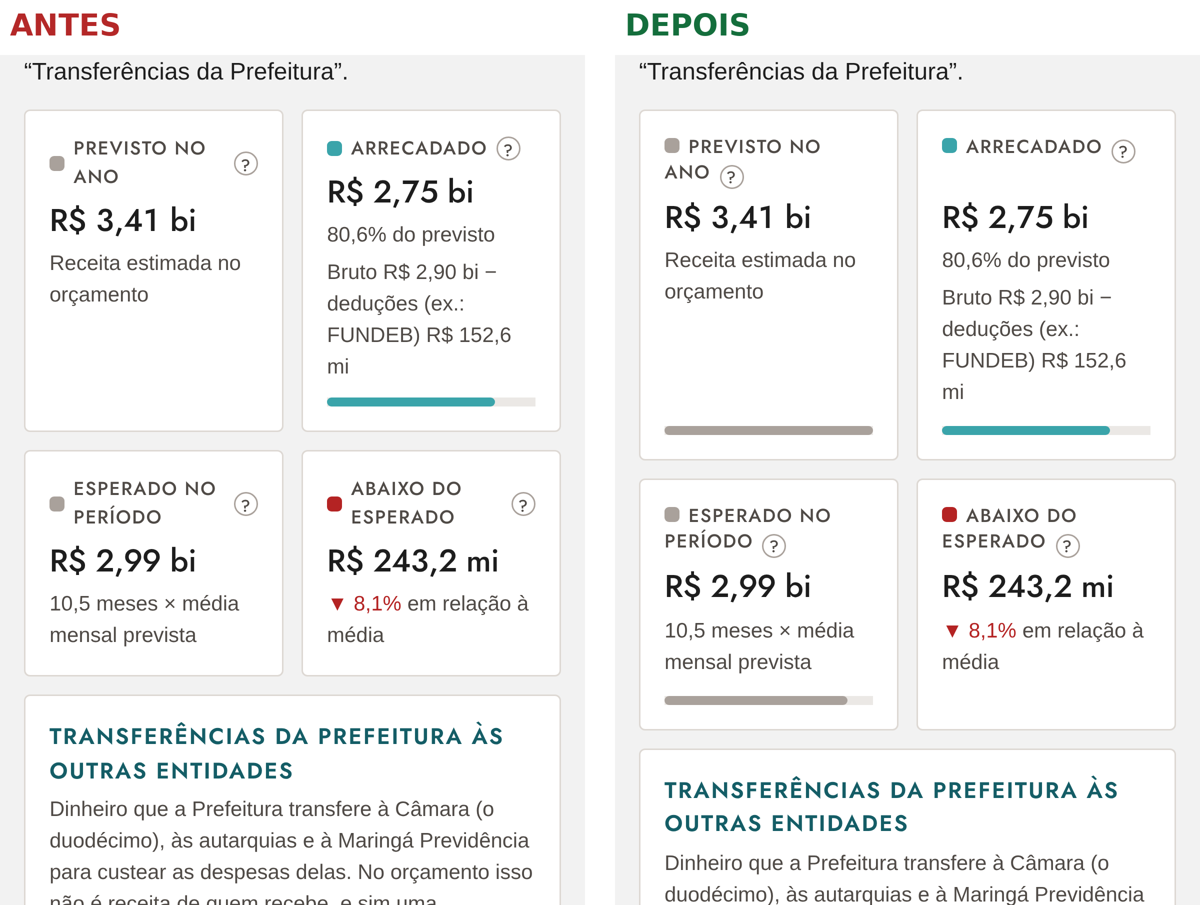 ANTES
“Transferências da Prefeitura”.
PREVISTO NO
ANO
?
R$ 3,41 bi
Receita estimada no
orçamento
ARRECADADO ?
R$ 2,75 bi
80,6% do previsto
Bruto R$ 2,90 bi −
deduções (ex.:
FUNDEB) R$ 152,6
mi
ESPERADO NO
PERÍODO
?
R$ 2,99 bi
10,5 meses × média
mensal prevista
ABAIXO DO
ESPERADO
?
R$ 243,2 mi
▼ 8,1% em relação à
média
TRANSFERÊNCIAS DA PREFEITURA ÀS
OUTRAS ENTIDADES
Dinheiro que a Prefeitura transfere à Câmara (o
duodécimo), às autarquias e à Maringá Previdência
para custear as despesas delas. No orçamento isso
não é receita de quem recebe, e sim uma
DEPOIS
“Transferências da Prefeitura”.
PREVISTO NO
ANO ?
R$ 3,41 bi
Receita estimada no
orçamento
ARRECADADO ?
R$ 2,75 bi
80,6% do previsto
Bruto R$ 2,90 bi −
deduções (ex.:
FUNDEB) R$ 152,6
mi
ESPERADO NO
PERÍODO ?
R$ 2,99 bi
10,5 meses × média
mensal prevista
ABAIXO DO
ESPERADO ?
R$ 243,2 mi
▼ 8,1% em relação à
média
TRANSFERÊNCIAS DA PREFEITURA ÀS
OUTRAS ENTIDADES
Dinheiro que a Prefeitura transfere à Câmara (o
duodécimo), às autarquias e à Maringá Previdência